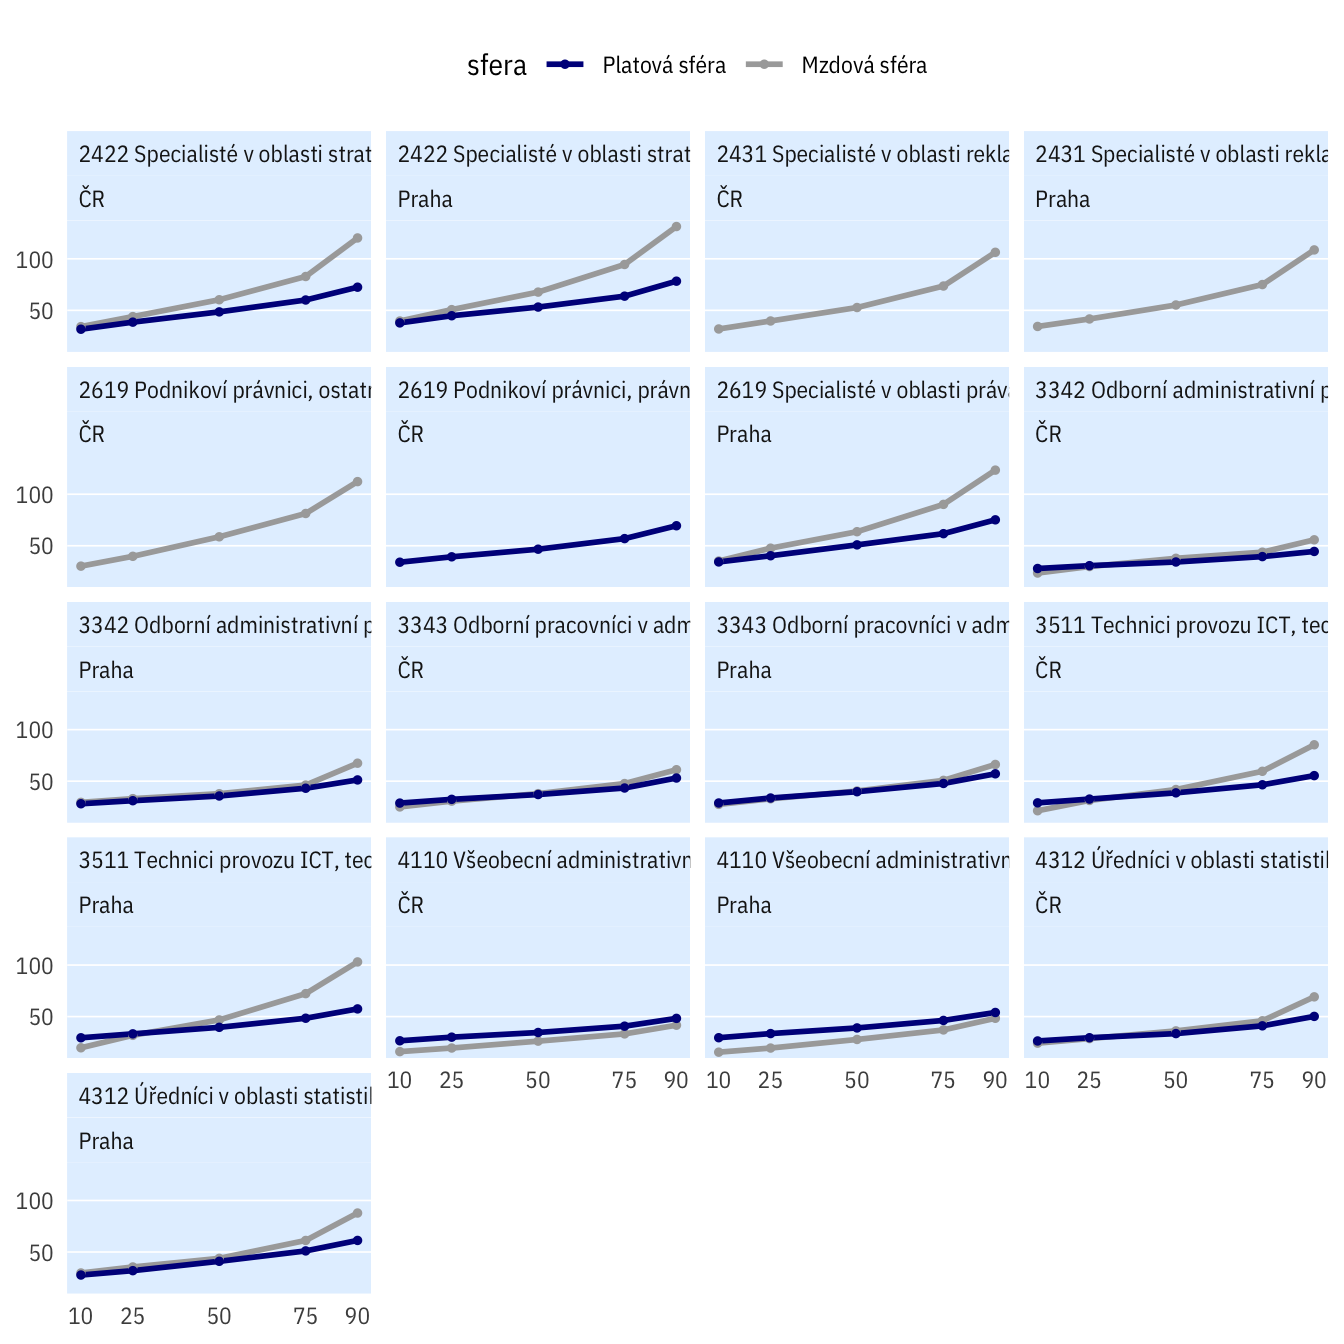 sfera Platová sféra Mzdová sféra
2422 Specialisté v oblasti strat
ČR
2422 Specialisté v oblasti strat
Praha
2431 Specialisté v oblasti rekla
ČR
2431 Specialisté v oblasti rekla
Praha
100
50
2619 Podnikoví právnici, ostatn
ČR
2619 Podnikoví právnici, právn
ČR
2619 Specialisté v oblasti práva
Praha
3342 Odborní administrativní p
ČR
100
50
3342 Odborní administrativní p
Praha
3343 Odborní pracovníci v adm
ČR
3343 Odborní pracovníci v adm
Praha
3511 Technici provozu ICT, tec
ČR
100
50
3511 Technici provozu ICT, tec
Praha
4110 Všeobecní administrativn
ČR
4110 Všeobecní administrativn
Praha
4312 Úředníci v oblasti statistik
ČR
100
50
10 25 50 75 90
10 25 50 75 90
10 25 50 75 90
4312 Úředníci v oblasti statistik
Praha
100
50
10 25 50 75 90